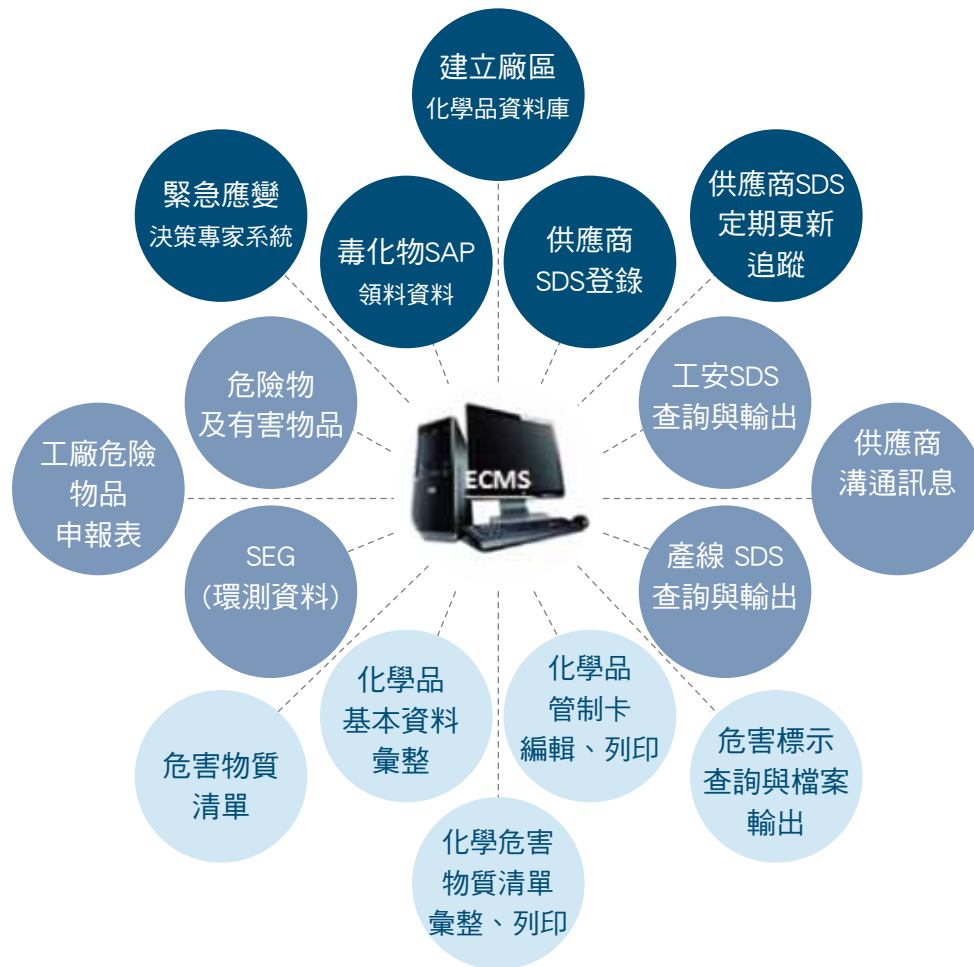 建立廠區
化學品資料庫
緊急應變
決策專家系統
毒化物SAP
領料資料
供應商
SDS登錄
供應商SDS
定期更新
追蹤
危險物
及有害物品
工安SDS
查詢與輸出
工廠危險
物品
申報表
ECMS
供應商
溝通訊息
SEG
(環測資料)
產線 SDS
查詢與輸出
化學品
基本資料
彙整
化學品
管制卡
編輯、列印
危害物質
清單
危害標示
查詢與檔案
輸出
化學危害
物質清單
彙整、列印